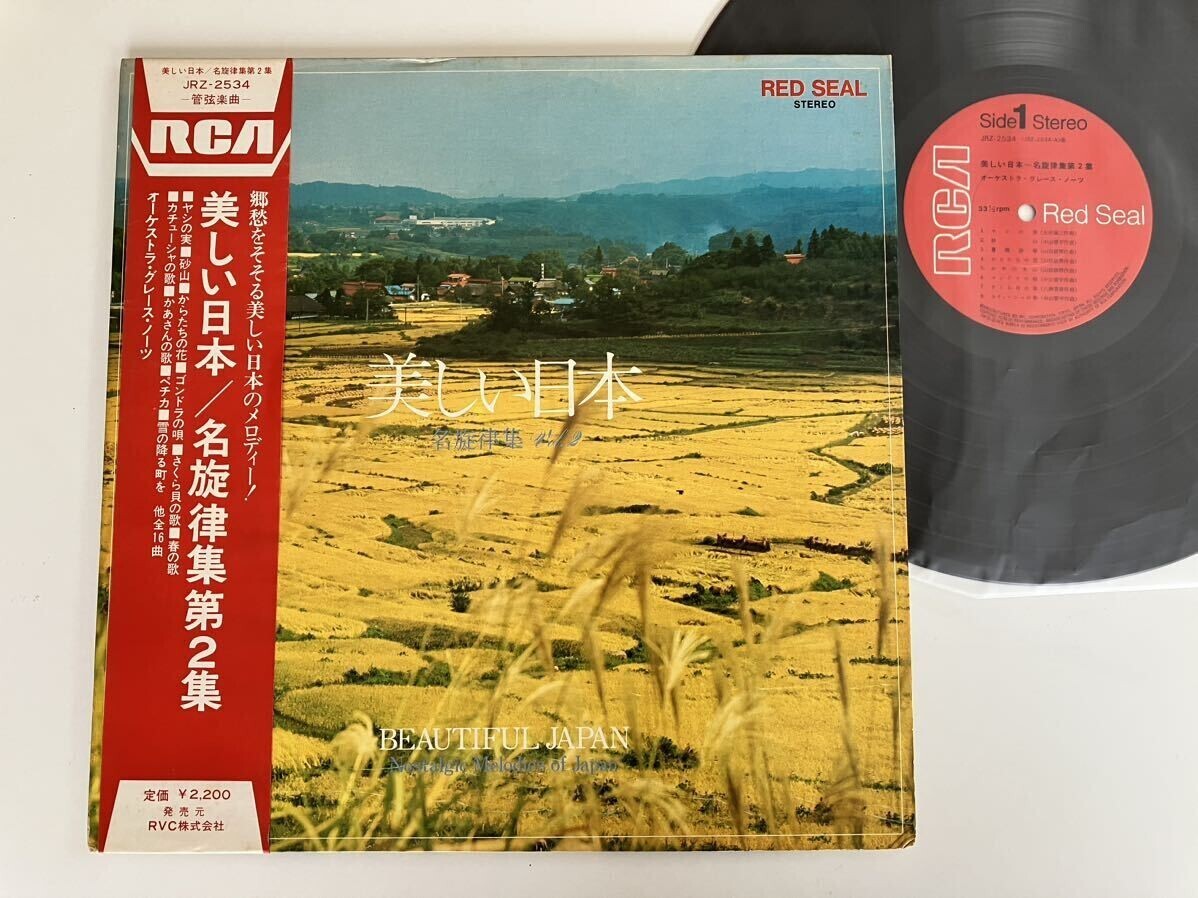 美しい日本/名旋律集第2集
JRZ-2534
—管弦楽曲—
RCA
郷愁をそそる美しい日本のメロディー!
美しい日本/名旋律集第2集
■ヤシの実■砂山■からたちの花■ゴンドラの唄■さくら貝の歌■春の歌
■カチューシャの歌■かあさんの歌■ペチカ■雪の降る町を 他全16曲
オーケストラ・グレース・ノーツ
定価 ¥2,200
発売元
RVC株式会社
RED SEAL
STEREO
美しい日本
名旋律集 vol.2
BEAUTIFUL JAPAN
Nostalgic Melodies of Japan
Side 1 Stereo
JRZ-2534
美しい日本—名旋律集第2集
オーケストラ・グレース・ノーツ
33⅓rpm
RCA Red Seal